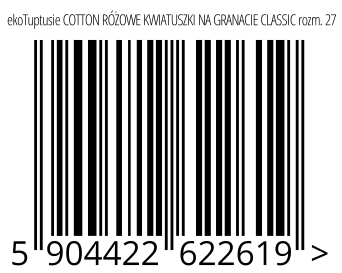 ekoTuptusie COTTON RÓŻOWE KWIATUSZKI NA GRANACIE CLASSIC rozm. 27
5 904422 622619 >